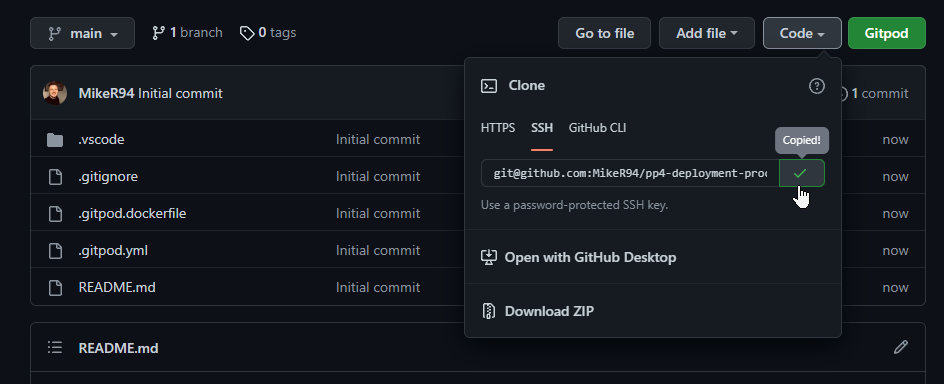 main 1 branch 0 tags Go to file Add file Code Gitpod
MikeR94 Initial commit 1 commit
Clone
.vscode Initial commit now
HTTPS SSH GitHub CLI
Copied!
.gitignore Initial commit now
git@github.com:MikeR94/pp4-deployment-proc
Use a password-protected SSH key.
.gitpod.dockerfile Initial commit now
.gitpod.yml Initial commit now
Open with GitHub Desktop
README.md Initial commit now
Download ZIP
README.md